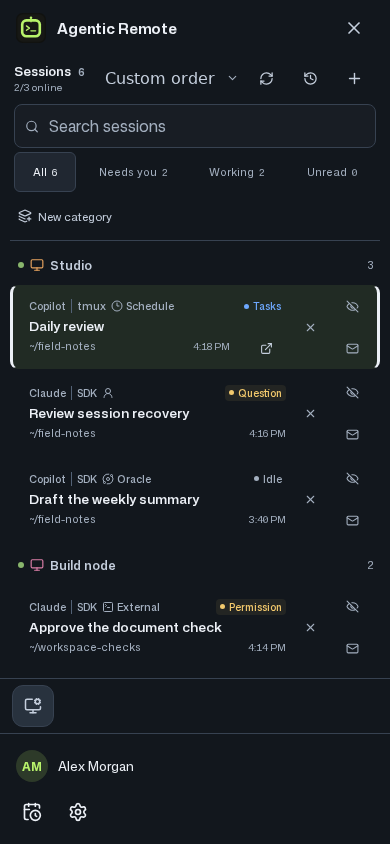 Agentic Remote
Sessions 6
2/3 online
Custom order
Search sessions
All 6
Needs you 2
Working 2
Unread 0
New category
Studio
3
Copilot | tmux Schedule
Tasks
Daily review
~/field-notes
4:18 PM
Claude | SDK
Question
Review session recovery
~/field-notes
4:16 PM
Copilot | SDK Oracle
Idle
Draft the weekly summary
~/field-notes
3:40 PM
Build node
2
Claude | SDK External
Permission
Approve the document check
~/workspace-checks
4:14 PM
AM
Alex Morgan